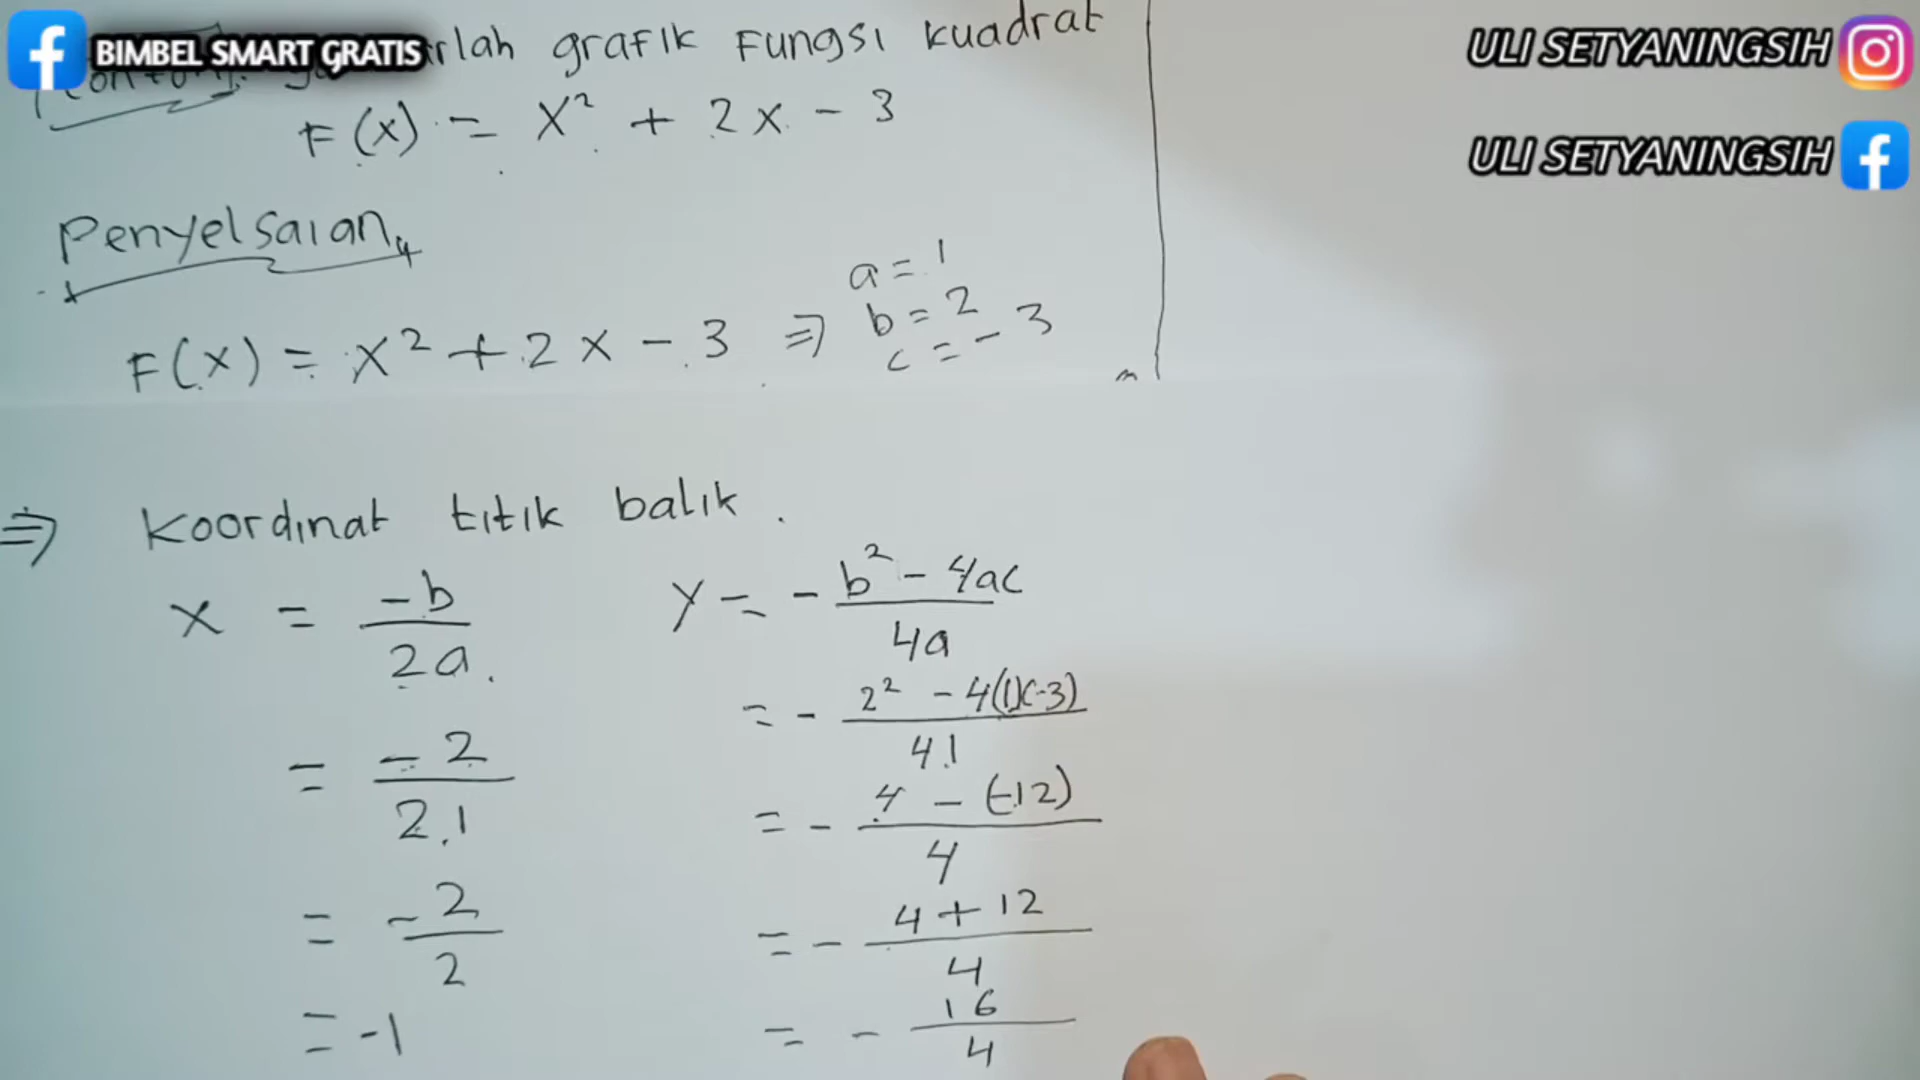 BIMBEL SMART GRATIS
ULI SETYANINGSIH
ULI SETYANINGSIH
grafik Fungsi kuadrat
F(x) = x² + 2x - 3
Penyelsaian
F(x) = x² + 2x - 3 ⇒ a = 1
b = 2
c = - 3
⇒ Koordinat titik balik.
x = -b/2a
= -2/2.1
= -2/2
= -1
y = - (b² - 4ac)/4a
= - (2² - 4(1)(-3))/4.1
= - (4 - (-12))/4
= - (4 + 12)/4
= - 16/4